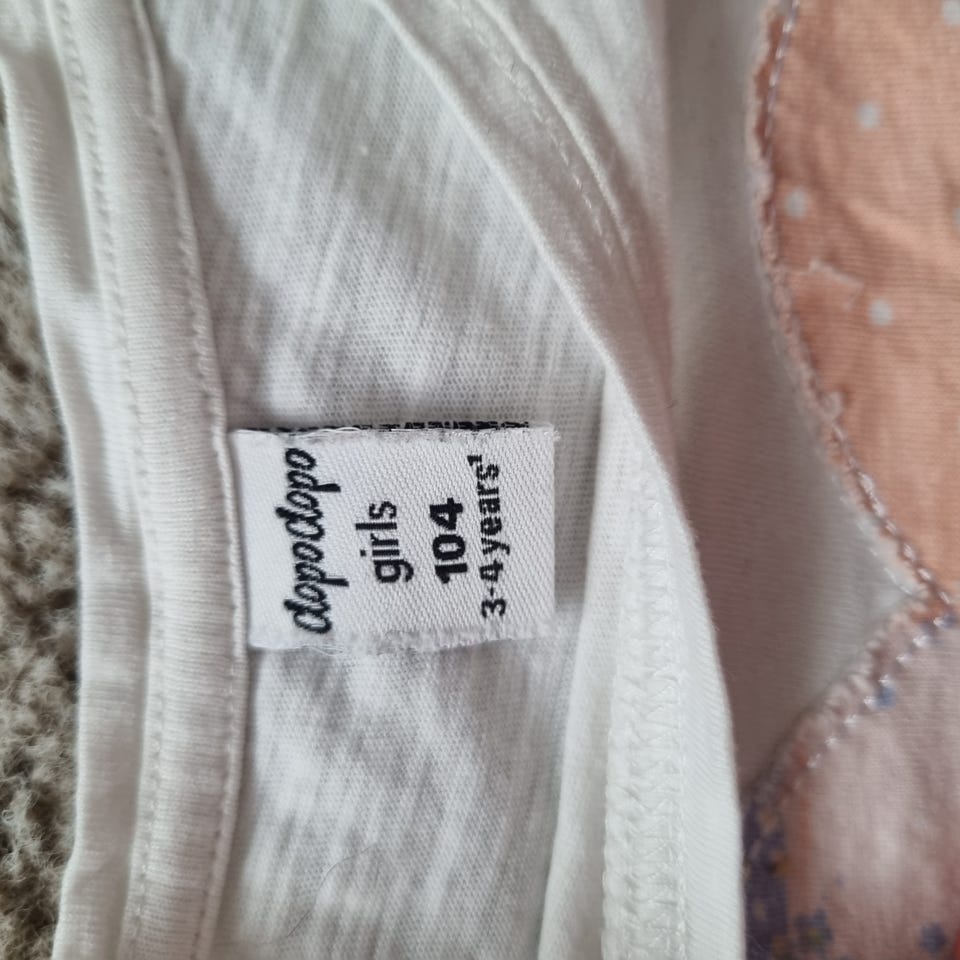 dopodopo
girls
104
3-4 years¹